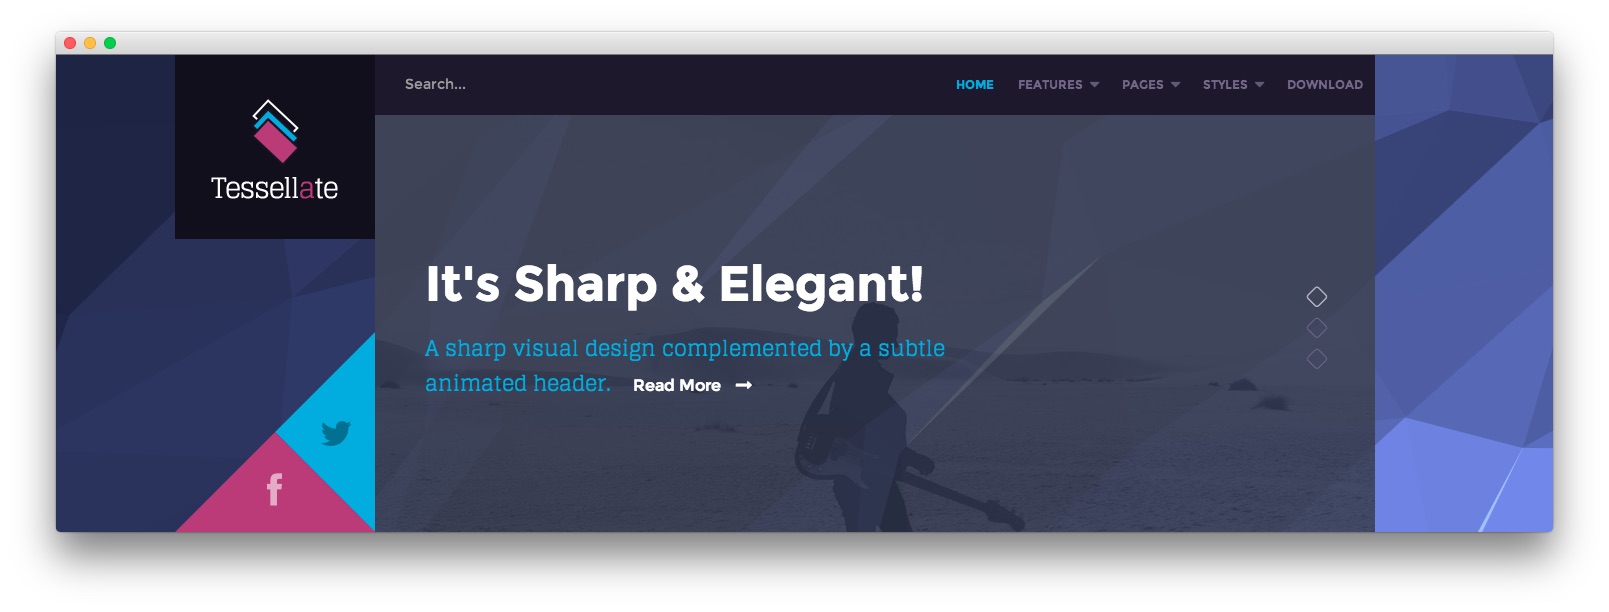 Tessellate
Search...
HOME FEATURES PAGES STYLES DOWNLOAD
It's Sharp & Elegant!
A sharp visual design complemented by a subtle
animated header. Read More